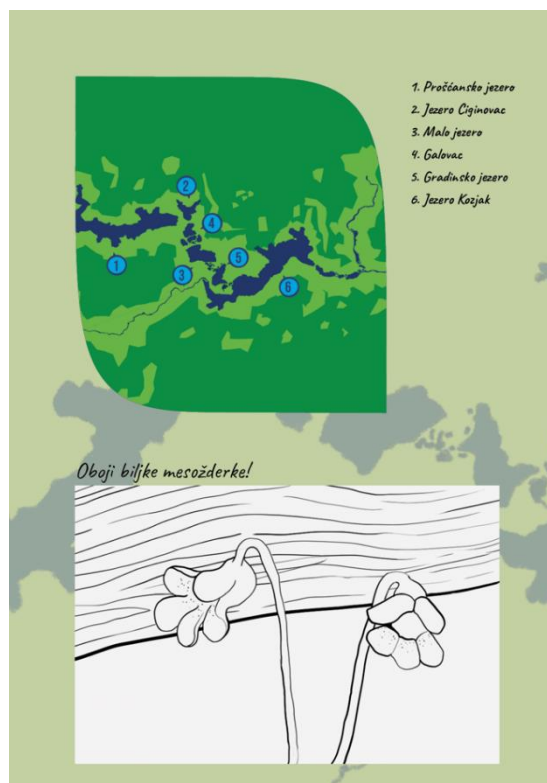 1. Prošćansko jezero
2. Jezero Ciginovac
3. Malo jezero
4. Galovac
5. Gradinsko jezero
6. Jezero Kozjak
2
4
5
1
3
6
Oboji biljke mesožderke!